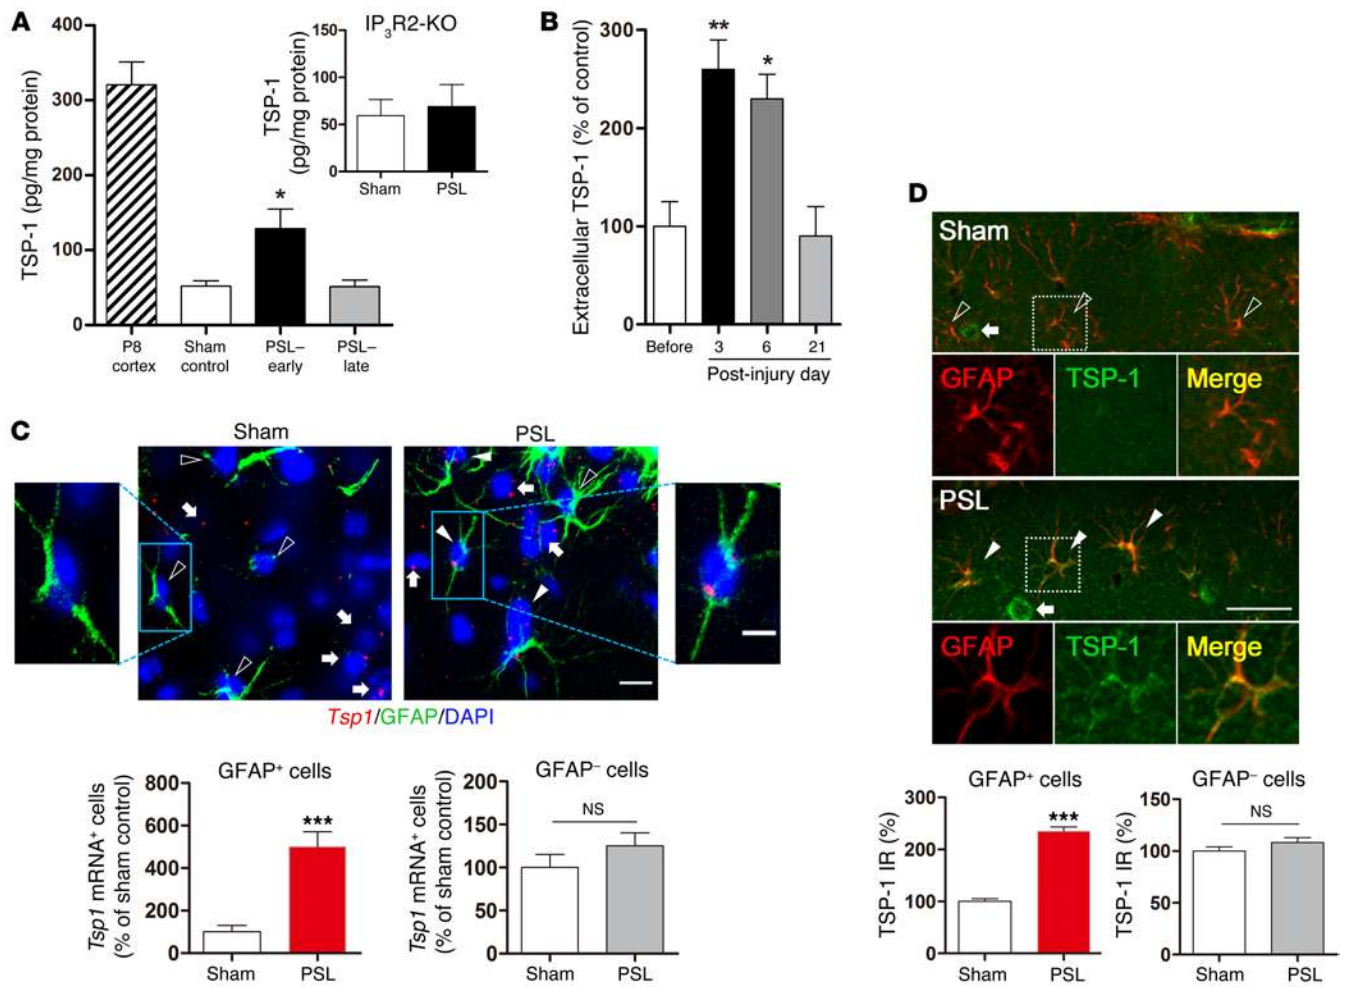 A
TSP-1 (pg/mg protein)
400
300
200
100
0
P8
cortex
Sham
control
PSL–
early
PSL–
late
*
IP3R2-KO
TSP-1
(pg/mg protein)
150
100
50
0
Sham
PSL
B
Extracellular TSP-1 (% of control)
300
200
100
0
**
*
Before
3
6
21
Post-injury day
C
Sham
PSL
Tsp1/GFAP/DAPI
GFAP+ cells
Tsp1 mRNA+ cells
(% of sham control)
800
600
400
200
0
***
Sham
PSL
GFAP– cells
Tsp1 mRNA+ cells
(% of sham control)
200
150
100
50
0
NS
Sham
PSL
D
Sham
GFAP
TSP-1
Merge
PSL
GFAP
TSP-1
Merge
GFAP+ cells
TSP-1 IR (%)
300
200
100
0
***
Sham
PSL
GFAP– cells
TSP-1 IR (%)
150
100
50
0
NS
Sham
PSL